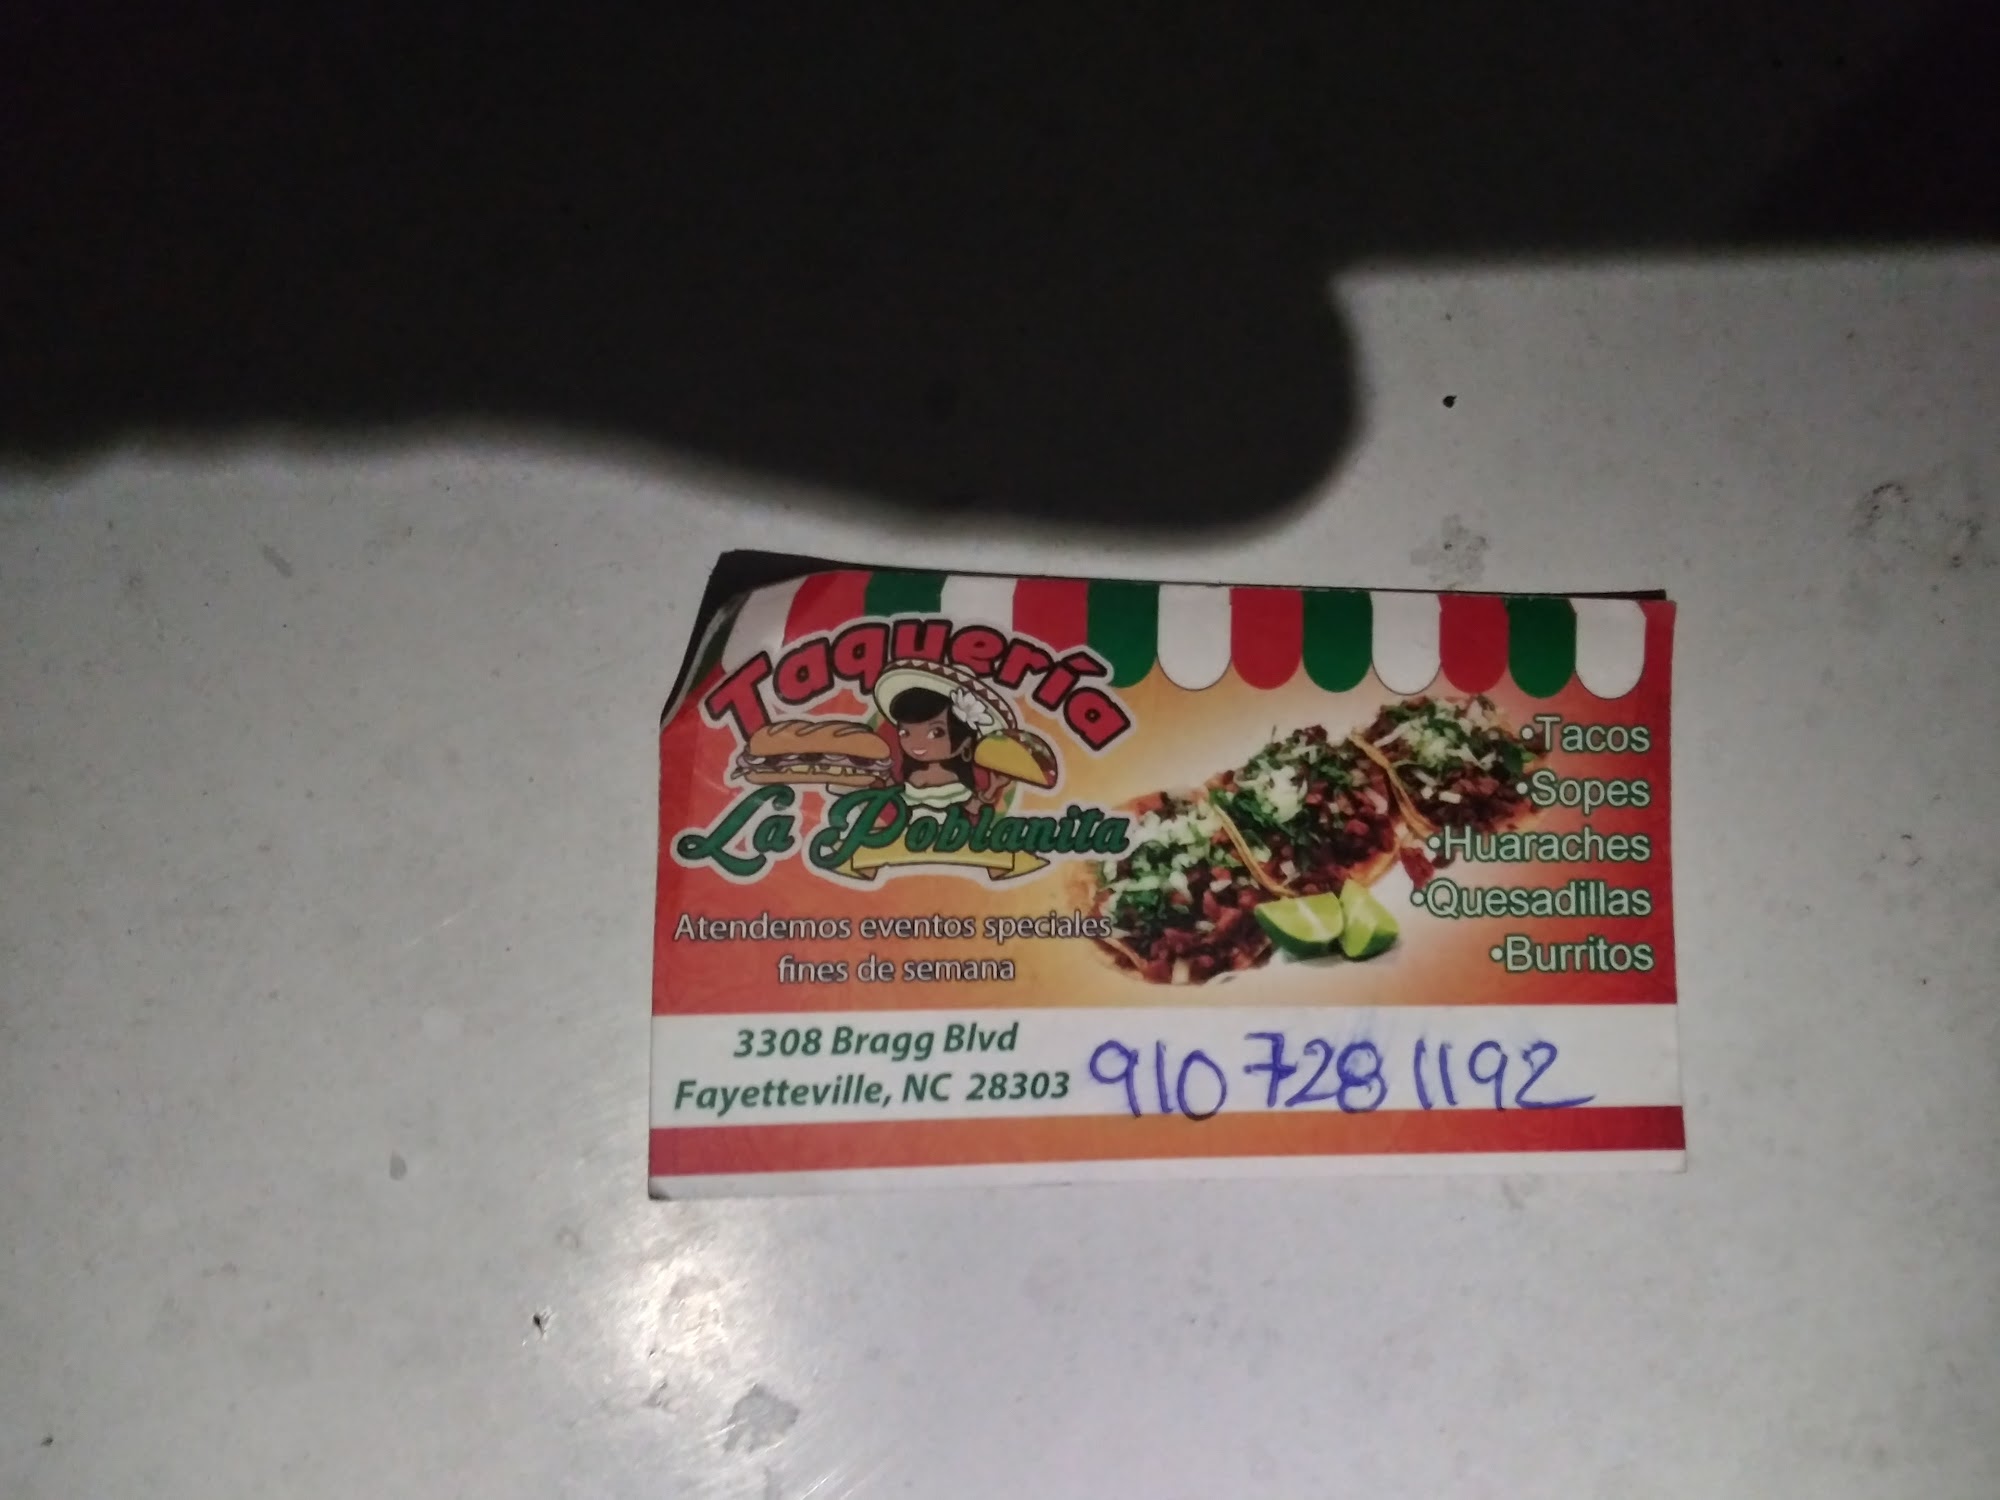 Taquería
La Poblanita
Atendemos eventos speciales
fines de semana
•Tacos
•Sopes
•Huaraches
•Quesadillas
•Burritos
3308 Bragg Blvd
Fayetteville, NC 28303
910 728 1192